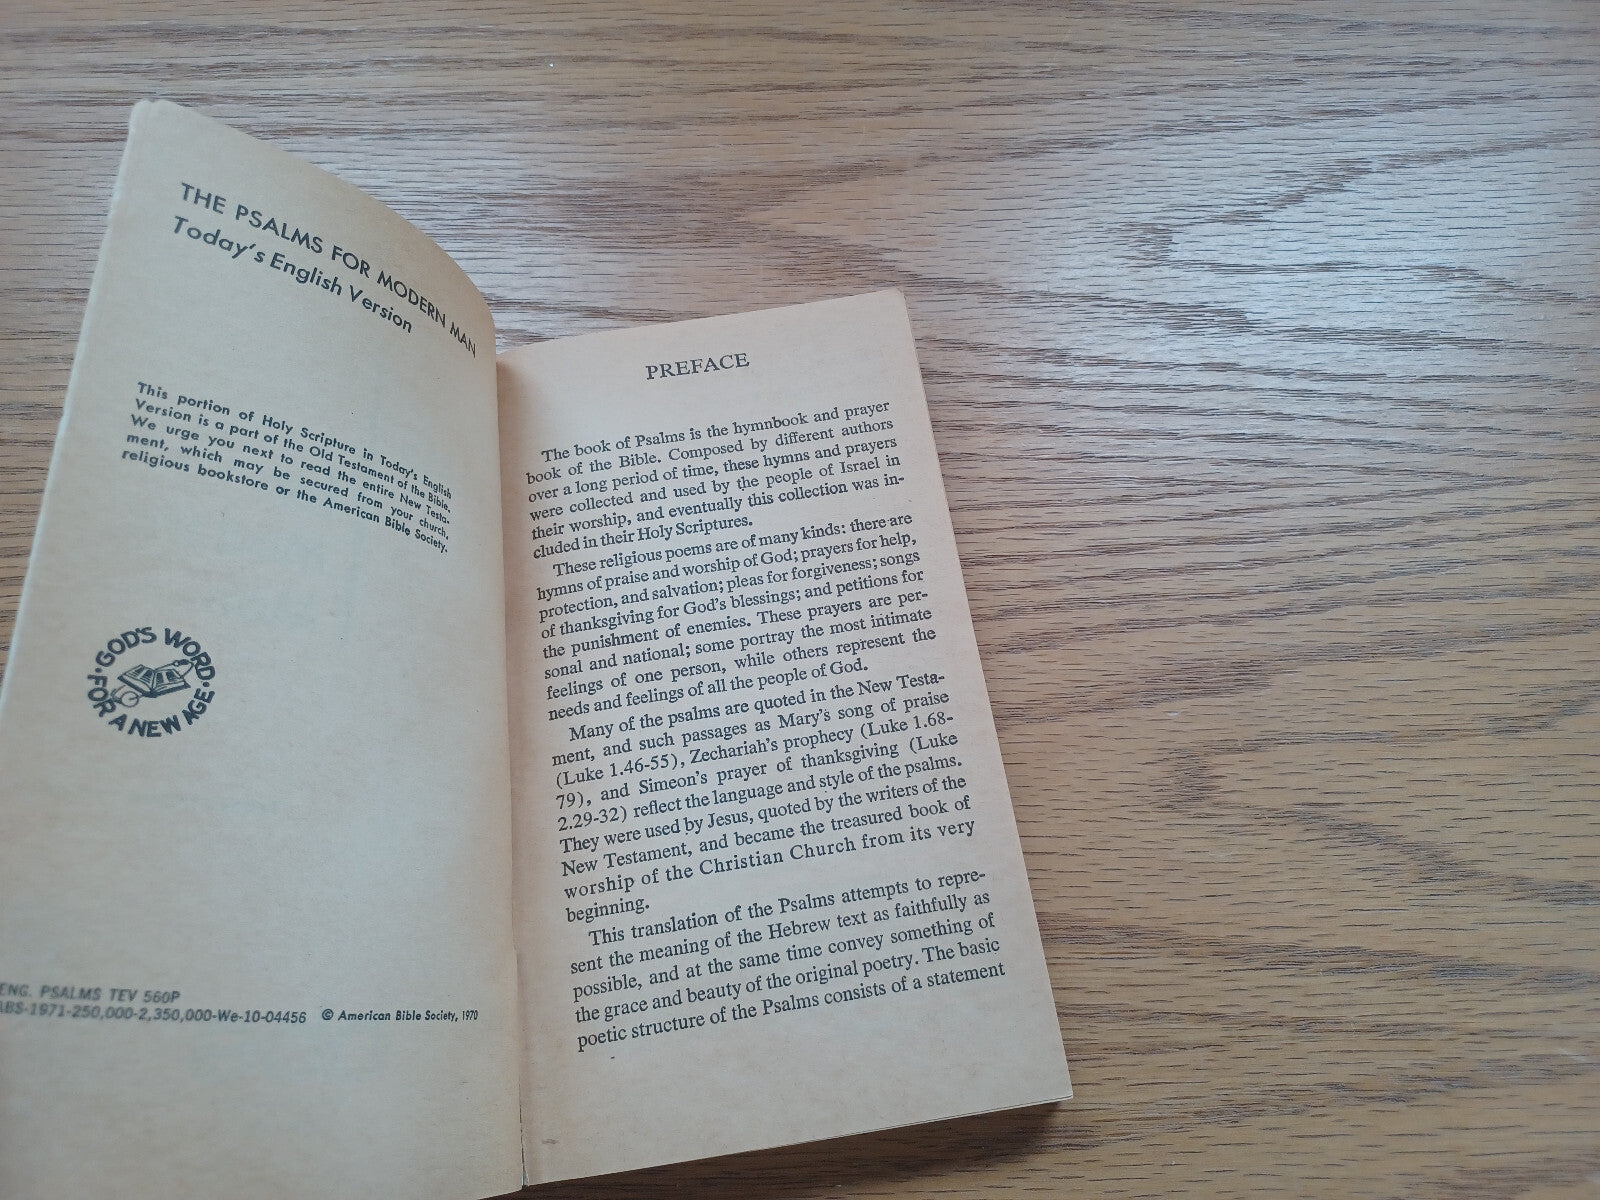 THE PSALMS FOR MODERN MAN
Today's English Version
This portion of Holy Scripture in Today's English
Version is a part of the Old Testament of the Bible.
We urge you next to read the entire New Testa-
ment, which may be secured from your church,
religious bookstore or the American Bible Society.
·GOD'S WORD·
FOR A NEW AGE
ENG. PSALMS TEV 560P
ABS-1971-250,000-2,350,000-We-10-04456 © American Bible Society, 1970
PREFACE
The book of Psalms is the hymnbook and prayer
book of the Bible. Composed by different authors
over a long period of time, these hymns and prayers
were collected and used by the people of Israel in
their worship, and eventually this collection was in-
cluded in their Holy Scriptures.
These religious poems are of many kinds: there are
hymns of praise and worship of God; prayers for help,
protection, and salvation; pleas for forgiveness; songs
of thanksgiving for God's blessings; and petitions for
the punishment of enemies. These prayers are per-
sonal and national; some portray the most intimate
feelings of one person, while others represent the
needs and feelings of all the people of God.
Many of the psalms are quoted in the New Testa-
ment, and such passages as Mary's song of praise
(Luke 1.46-55), Zechariah's prophecy (Luke 1.68-
79), and Simeon's prayer of thanksgiving (Luke
2.29-32) reflect the language and style of the psalms.
They were used by Jesus, quoted by the writers of the
New Testament, and became the treasured book of
worship of the Christian Church from its very
beginning.
This translation of the Psalms attempts to repre-
sent the meaning of the Hebrew text as faithfully as
possible, and at the same time convey something of
the grace and beauty of the original poetry. The basic
poetic structure of the Psalms consists of a statement